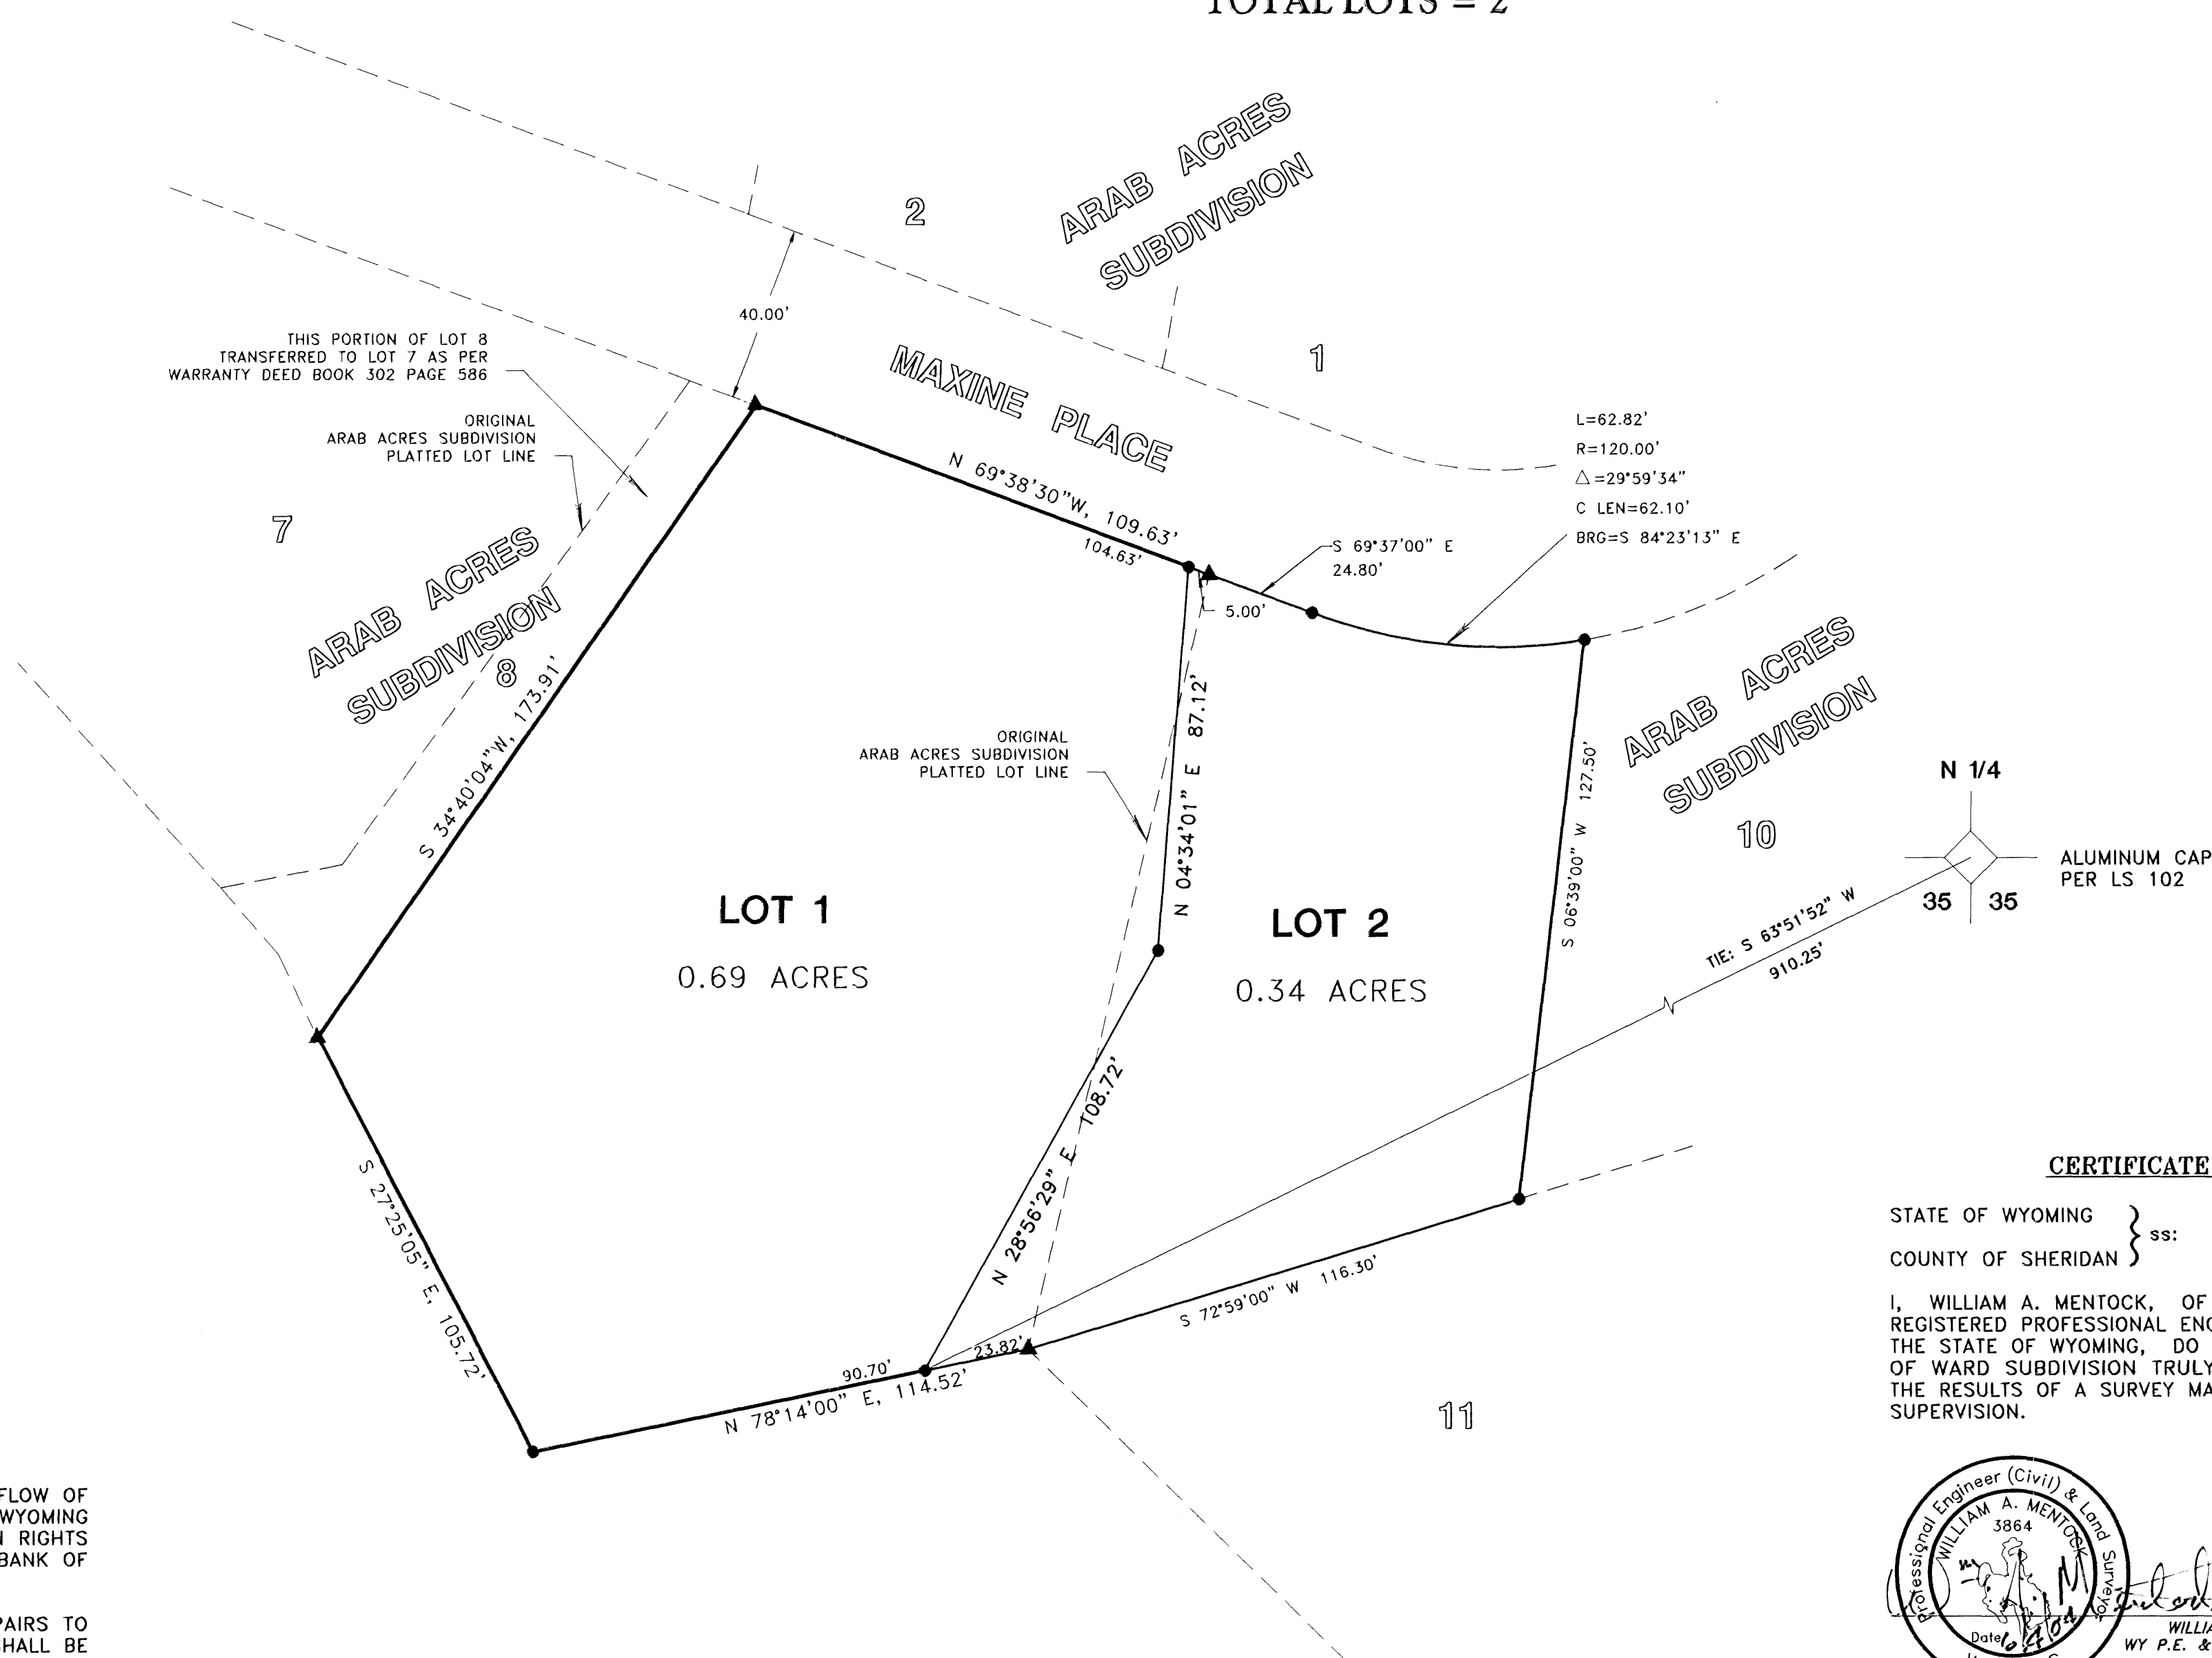 TOTAL LOTS = 2
ARAB ACRES
SUBDIVISION
2
1
40.00'
MAXINE PLACE
THIS PORTION OF LOT 8
TRANSFERRED TO LOT 7 AS PER
WARRANTY DEED BOOK 302 PAGE 586
ORIGINAL
ARAB ACRES SUBDIVISION
PLATTED LOT LINE
7
ARAB ACRES
SUBDIVISION
8
N 69°38'30"W, 109.63'
104.63'
S 69°37'00" E
24.80'
5.00'
L=62.82'
R=120.00'
△=29°59'34"
C LEN=62.10'
BRG=S 84°23'13" E
S 34°40'04"W, 173.91'
ORIGINAL
ARAB ACRES SUBDIVISION
PLATTED LOT LINE
N 04°34'01" E 87.12'
S 06°39'00" W 127.50'
ARAB ACRES
SUBDIVISION
10
N 1/4
35 35
ALUMINUM CAP
PER LS 102
TIE: S 63°51'52" W
910.25'
LOT 1
0.69 ACRES
LOT 2
0.34 ACRES
N 28°56'29" E 108.72'
S 27°25'05" E, 105.72'
90.70'
N 78°14'00" E, 114.52'
23.82'
S 72°59'00" W 116.30'
11
CERTIFICATE
STATE OF WYOMING
COUNTY OF SHERIDAN
ss:
I, WILLIAM A. MENTOCK, OF
REGISTERED PROFESSIONAL ENG
THE STATE OF WYOMING, DO
OF WARD SUBDIVISION TRULY
THE RESULTS OF A SURVEY MA
SUPERVISION.
FLOW OF
WYOMING
RIGHTS
BANK OF
PAIRS TO
SHALL BE
Professional Engineer (Civil) & Land Surveyor
WILLIAM A. MENTOCK
3864
Date
WILLIA
WY P.E. &